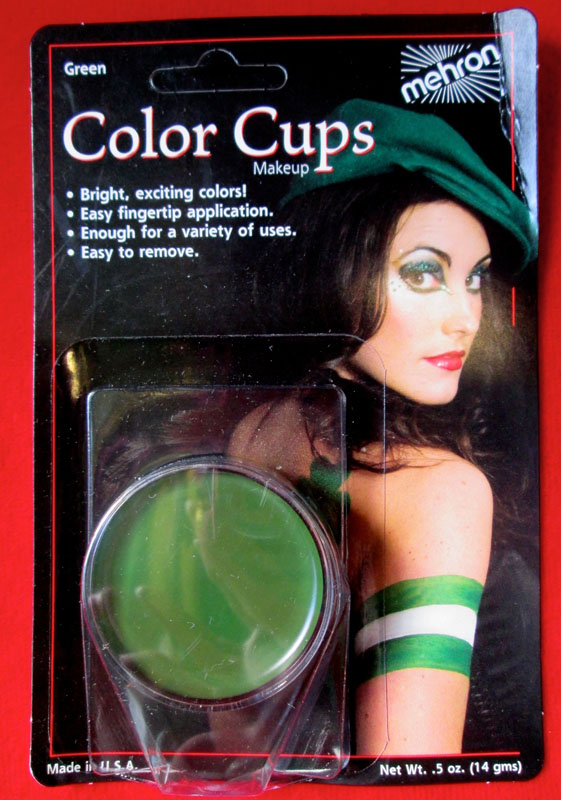 Green
mehron
Color Cups
Makeup
• Bright, exciting colors!
• Easy fingertip application.
• Enough for a variety of uses.
• Easy to remove.
Made in U.S.A.
Net Wt. .5 oz. (14 gms)